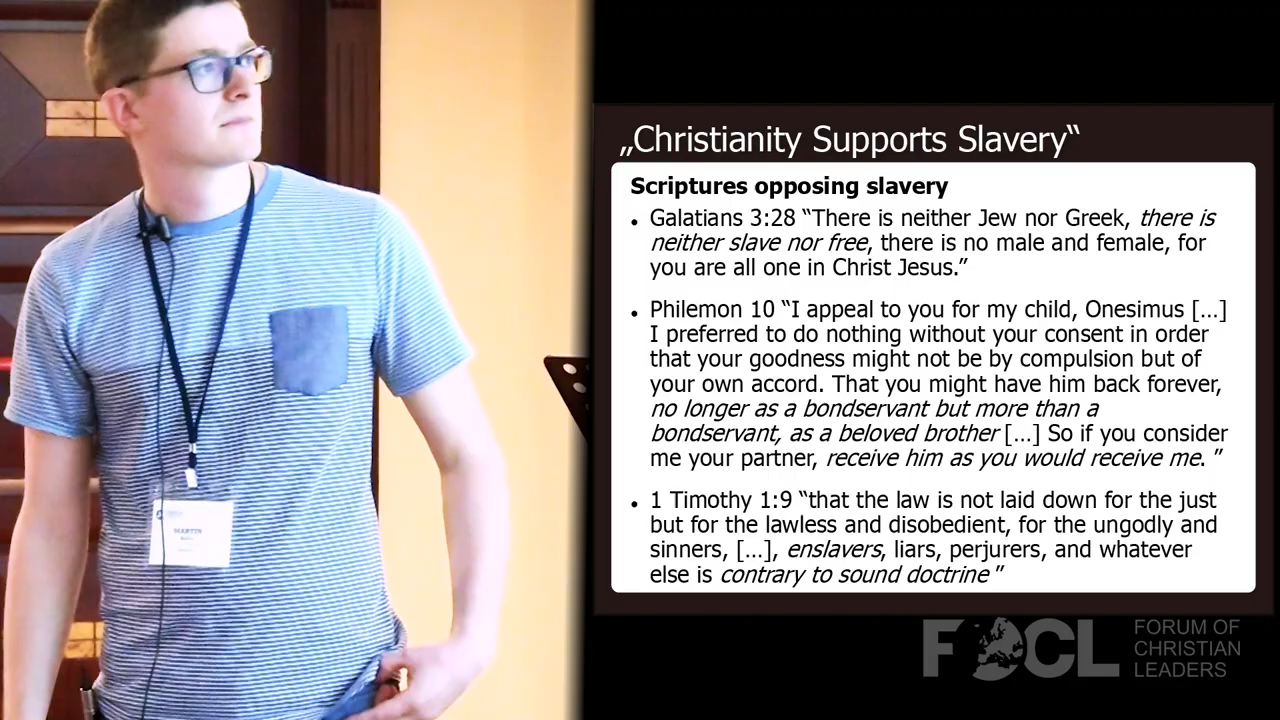 „Christianity Supports Slavery“
Scriptures opposing slavery
• Galatians 3:28 “There is neither Jew nor Greek, there is
neither slave nor free, there is no male and female, for
you are all one in Christ Jesus.”
• Philemon 10 “I appeal to you for my child, Onesimus […]
I preferred to do nothing without your consent in order
that your goodness might not be by compulsion but of
your own accord. That you might have him back forever,
no longer as a bondservant but more than a
bondservant, as a beloved brother […] So if you consider
me your partner, receive him as you would receive me. ”
• 1 Timothy 1:9 “that the law is not laid down for the just
but for the lawless and disobedient, for the ungodly and
sinners, […], enslavers, liars, perjurers, and whatever
else is contrary to sound doctrine ”
MARTIN
FOCL
FORUM OF
CHRISTIAN
LEADERS